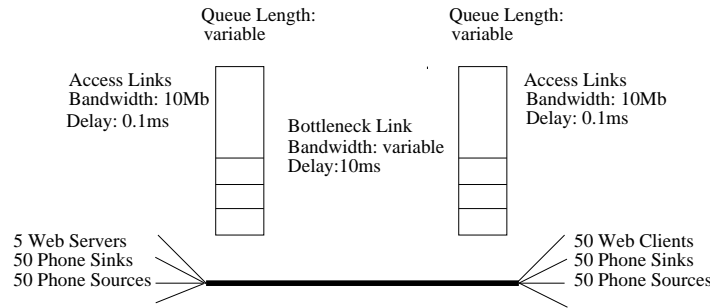 Queue Length:
variable
Queue Length:
variable
Access Links
Bandwidth: 10Mb
Delay: 0.1ms
Bottleneck Link
Bandwidth: variable
Delay:10ms
Access Links
Bandwidth: 10Mb
Delay: 0.1ms
5 Web Servers
50 Phone Sinks
50 Phone Sources
50 Web Clients
50 Phone Sinks
50 Phone Sources